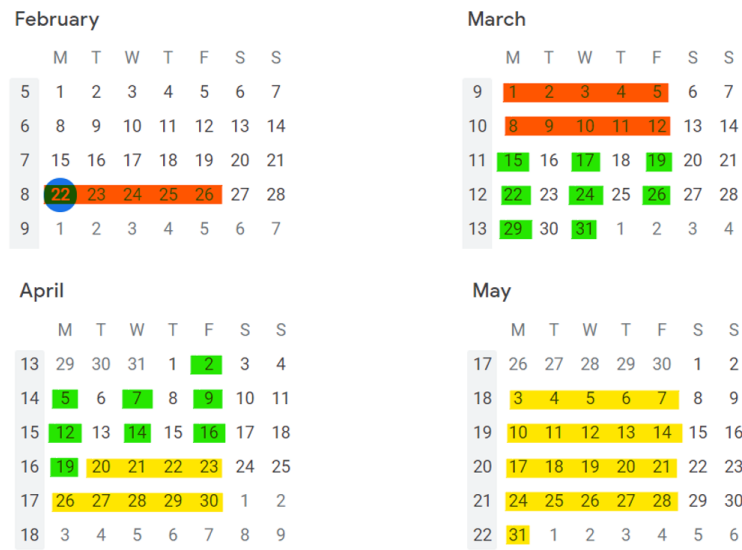 February
M T W T F S S
5 1 2 3 4 5 6 7
6 8 9 10 11 12 13 14
7 15 16 17 18 19 20 21
8 22 23 24 25 26 27 28
9 1 2 3 4 5 6 7
March
M T W T F S S
9 1 2 3 4 5 6 7
10 8 9 10 11 12 13 14
11 15 16 17 18 19 20 21
12 22 23 24 25 26 27 28
13 29 30 31 1 2 3 4
April
M T W T F S S
13 29 30 31 1 2 3 4
14 5 6 7 8 9 10 11
15 12 13 14 15 16 17 18
16 19 20 21 22 23 24 25
17 26 27 28 29 30 1 2
18 3 4 5 6 7 8 9
May
M T W T F S S
17 26 27 28 29 30 1 2
18 3 4 5 6 7 8 9
19 10 11 12 13 14 15 16
20 17 18 19 20 21 22 23
21 24 25 26 27 28 29 30
22 31 1 2 3 4 5 6